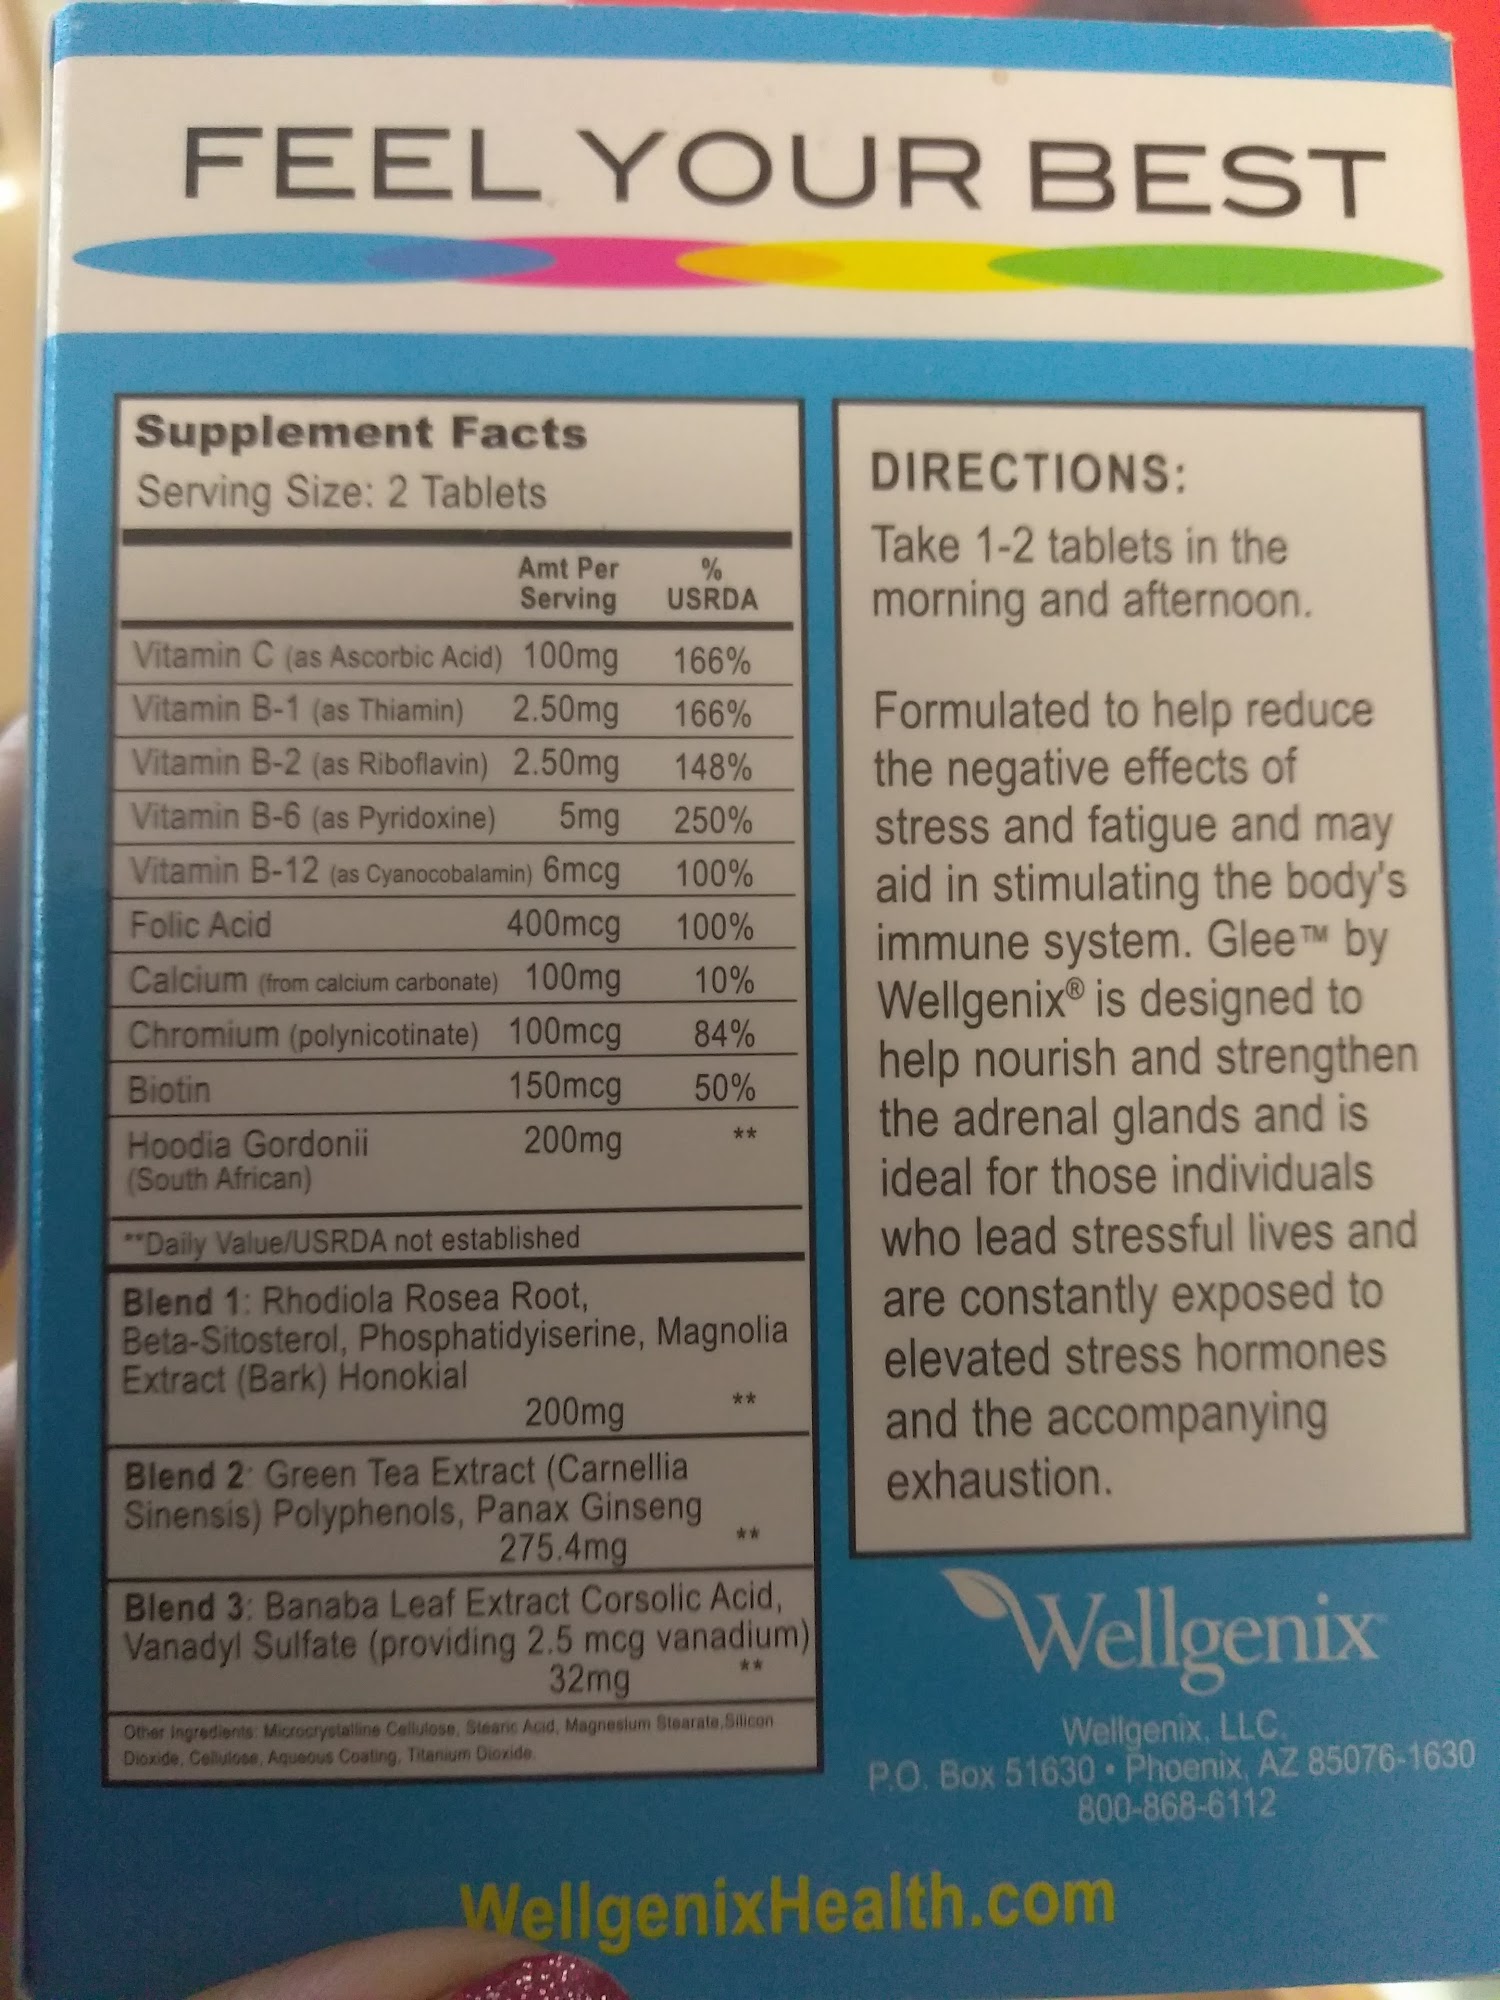 FEEL YOUR BEST
Supplement Facts
Serving Size: 2 Tablets
Amt Per Serving % USRDA
Vitamin C (as Ascorbic Acid) 100mg 166%
Vitamin B-1 (as Thiamin) 2.50mg 166%
Vitamin B-2 (as Riboflavin) 2.50mg 148%
Vitamin B-6 (as Pyridoxine) 5mg 250%
Vitamin B-12 (as Cyanocobalamin) 6mcg 100%
Folic Acid 400mcg 100%
Calcium (from calcium carbonate) 100mg 10%
Chromium (polynicotinate) 100mcg 84%
Biotin 150mcg 50%
Hoodia Gordonii 200mg **
(South African)
**Daily Value/USRDA not established
Blend 1: Rhodiola Rosea Root,
Beta-Sitosterol, Phosphatidyiserine, Magnolia
Extract (Bark) Honokial
200mg **
Blend 2: Green Tea Extract (Carnellia
Sinensis) Polyphenols, Panax Ginseng
275.4mg **
Blend 3: Banaba Leaf Extract Corsolic Acid,
Vanadyl Sulfate (providing 2.5 mcg vanadium)
32mg **
Other Ingredients: Microcrystalline Cellulose, Stearic Acid, Magnesium Stearate,Silicon
Dioxide, Cellulose, Aqueous Coating, Titanium Dioxide.
DIRECTIONS:
Take 1-2 tablets in the
morning and afternoon.
Formulated to help reduce
the negative effects of
stress and fatigue and may
aid in stimulating the body's
immune system. Glee™ by
Wellgenix® is designed to
help nourish and strengthen
the adrenal glands and is
ideal for those individuals
who lead stressful lives and
are constantly exposed to
elevated stress hormones
and the accompanying
exhaustion.
Wellgenix
Wellgenix, LLC.
P.O. Box 51630 • Phoenix, AZ 85076-1630
800-868-6112
WellgenixHealth.com